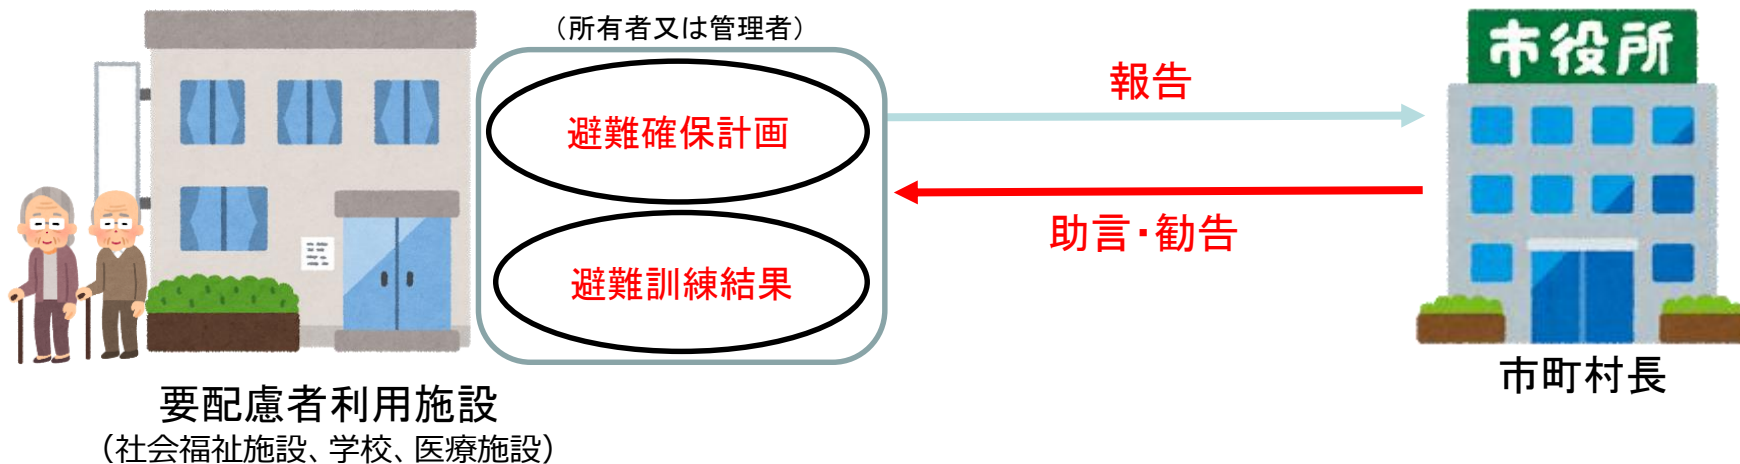 （所有者又は管理者）
避難確保計画
避難訓練結果
報告
助言・勧告
市役所
市町村長
要配慮者利用施設
（社会福祉施設、学校、医療施設）